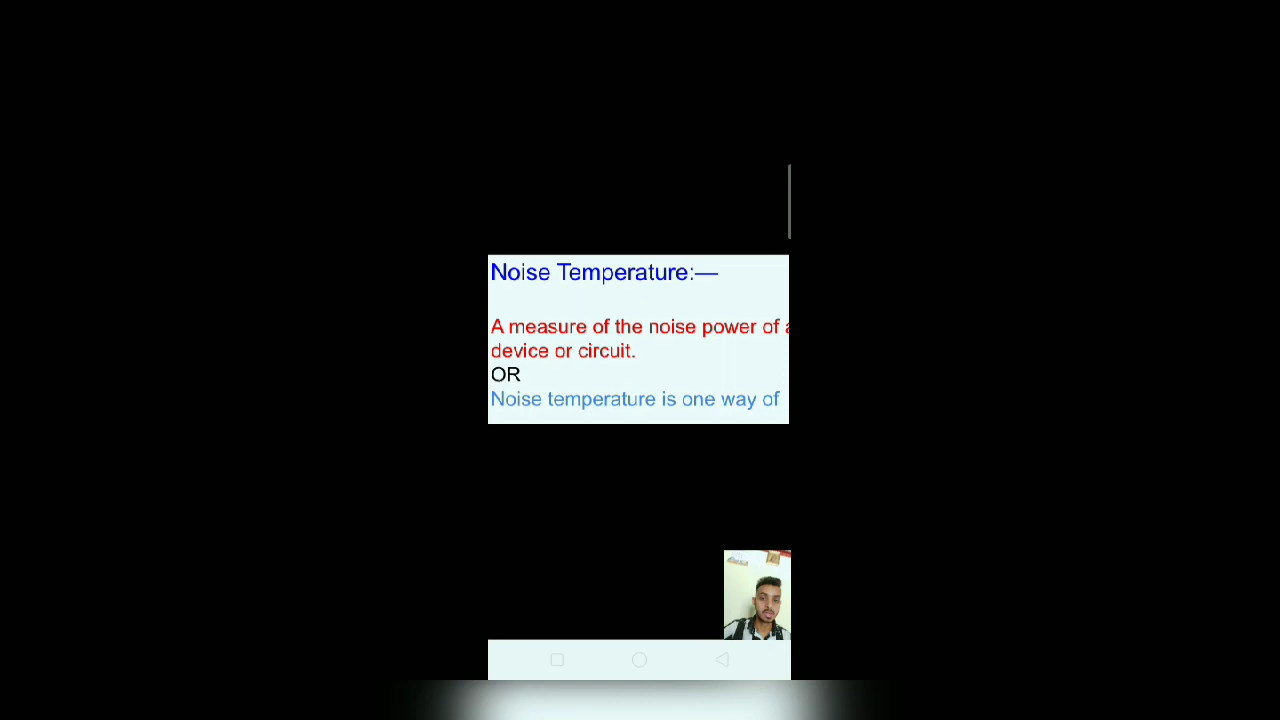 Noise Temperature:—
A measure of the noise power of a
device or circuit.
OR
Noise temperature is one way of